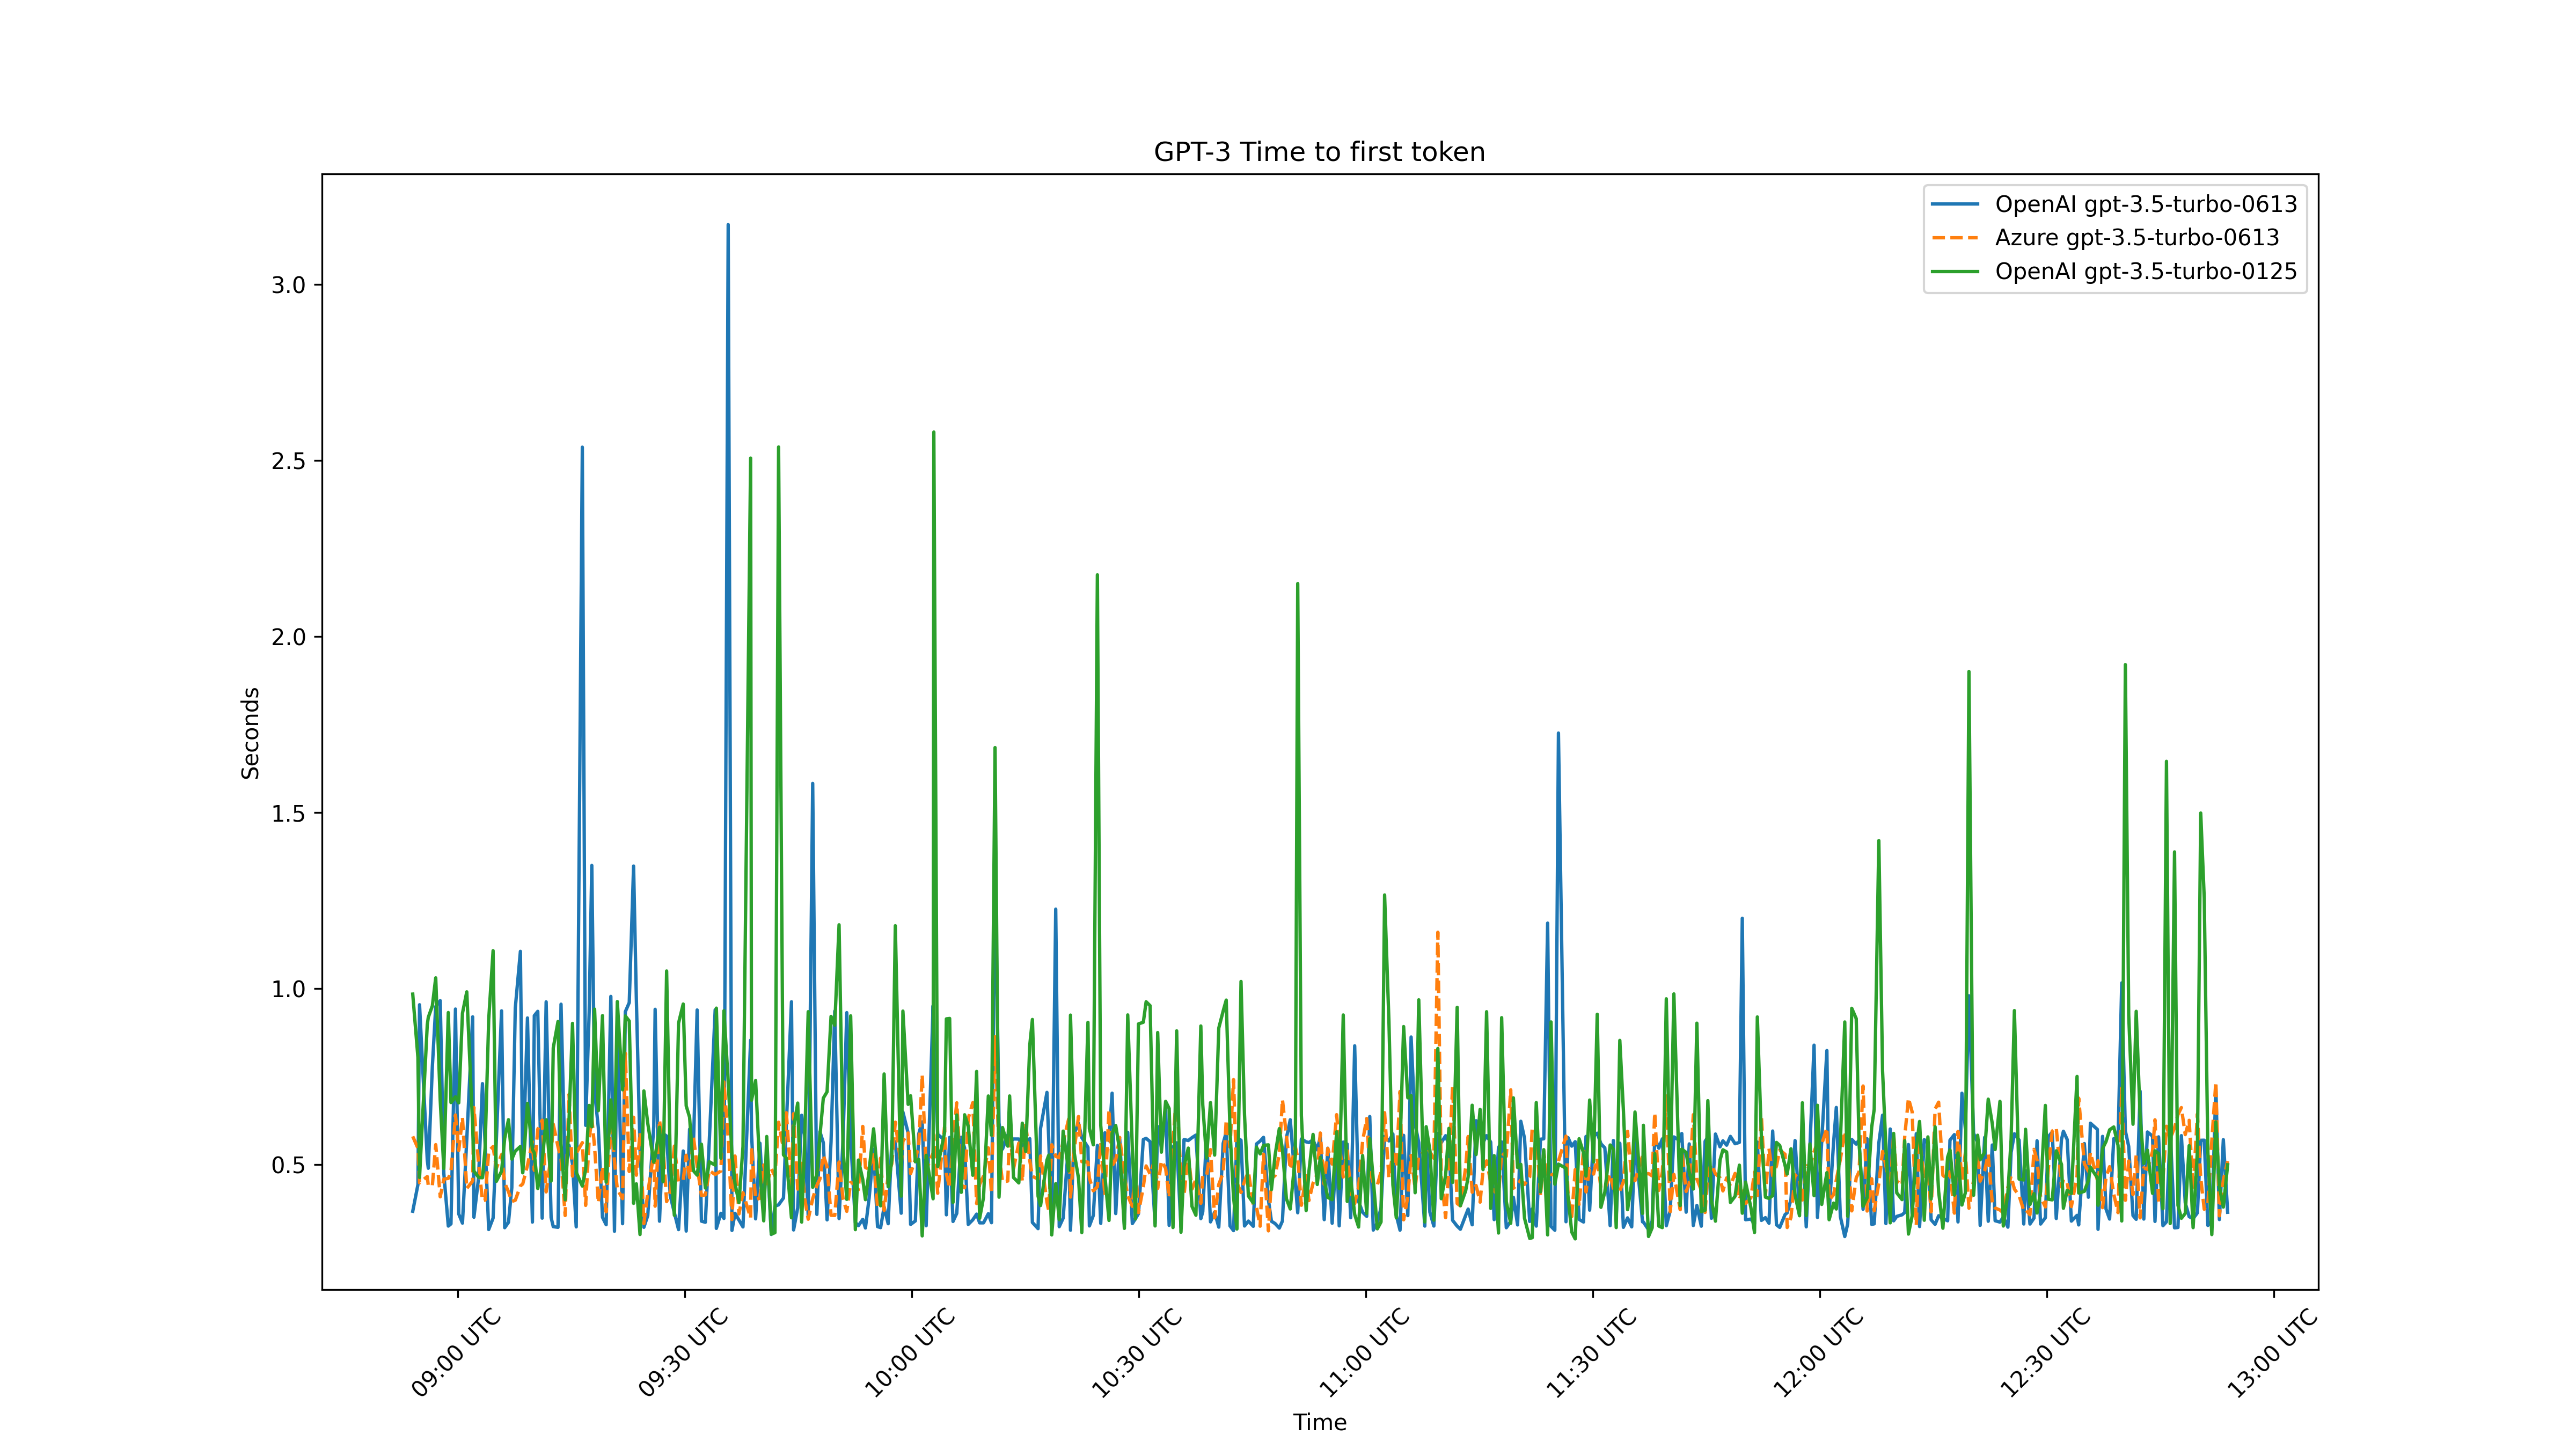 GPT-3 Time to first token
OpenAI gpt-3.5-turbo-0613
Azure gpt-3.5-turbo-0613
OpenAI gpt-3.5-turbo-0125
3.0
2.5
2.0
1.5
1.0
0.5
Seconds
09:00 UTC
09:30 UTC
10:00 UTC
10:30 UTC
11:00 UTC
11:30 UTC
12:00 UTC
12:30 UTC
13:00 UTC
Time